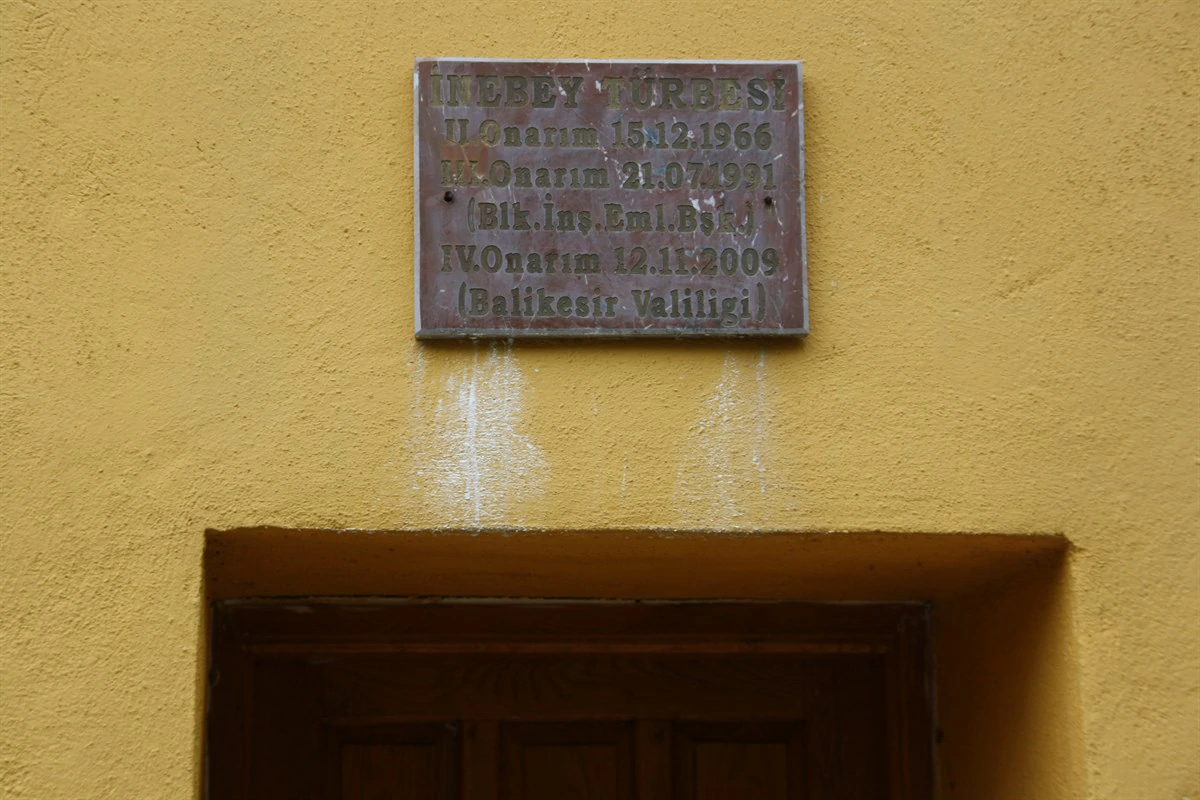 İNEBEY TÜRBESİ
II.Onarım 15.12.1966
III.Onarım 21.07.1991
(Blk.İnş.Eml.Bşk.)
IV.Onarım 12.11.2009
(Balikesir Valiligi)